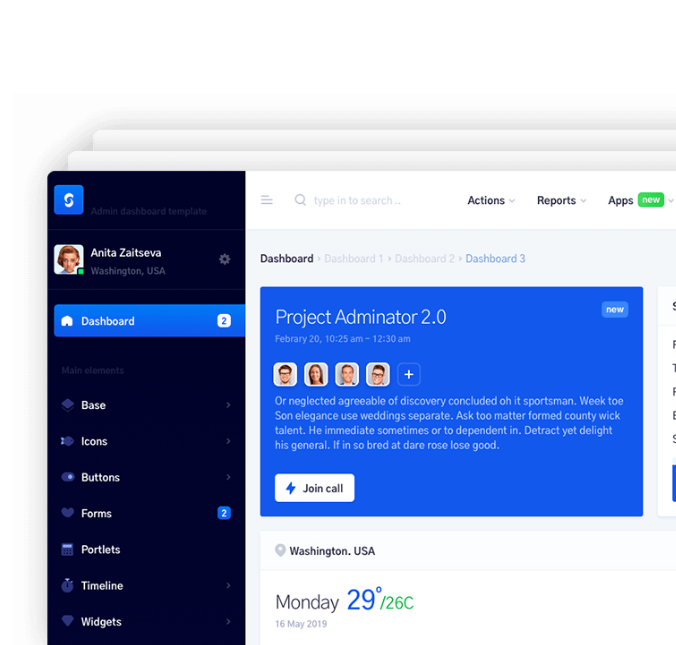 Admin dashboard template
Anita Zaitseva
Washington, USA
Dashboard 2
Main elements
Base
Icons
Buttons
Forms 2
Portlets
Timeline
Widgets
type in to search ..
Actions
Reports
Apps new
Dashboard › Dashboard 1 › Dashboard 2 › Dashboard 3
Project Adminator 2.0
new
Febrary 20, 10:25 am – 12:30 am
Or neglected agreeable of discovery concluded oh it sportsman. Week toe
Son elegance use weddings separate. Ask too matter formed county wick
talent. He immediate sometimes or to dependent in. Detract yet delight
his general. If in so bred at dare rose lose good.
Join call
Washington. USA
Monday 29°/26C
16 May 2019